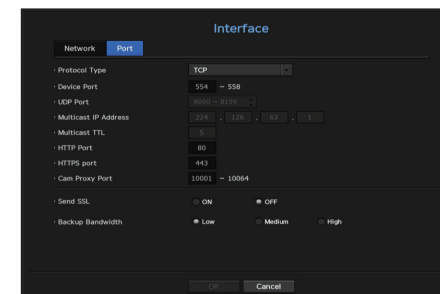 Interface
Network Port
· Protocol Type TCP
· Device Port 554 ~ 558
· UDP Port 8000 ~ 8159
· Multicast IP Address 224 . 126 . 63 . 1
· Multicast TTL 5
· HTTP Port 80
· HTTPS port 443
· Cam Proxy Port 10001 ~ 10064
· Send SSL ON OFF
· Backup Bandwidth Low Medium High
OK Cancel